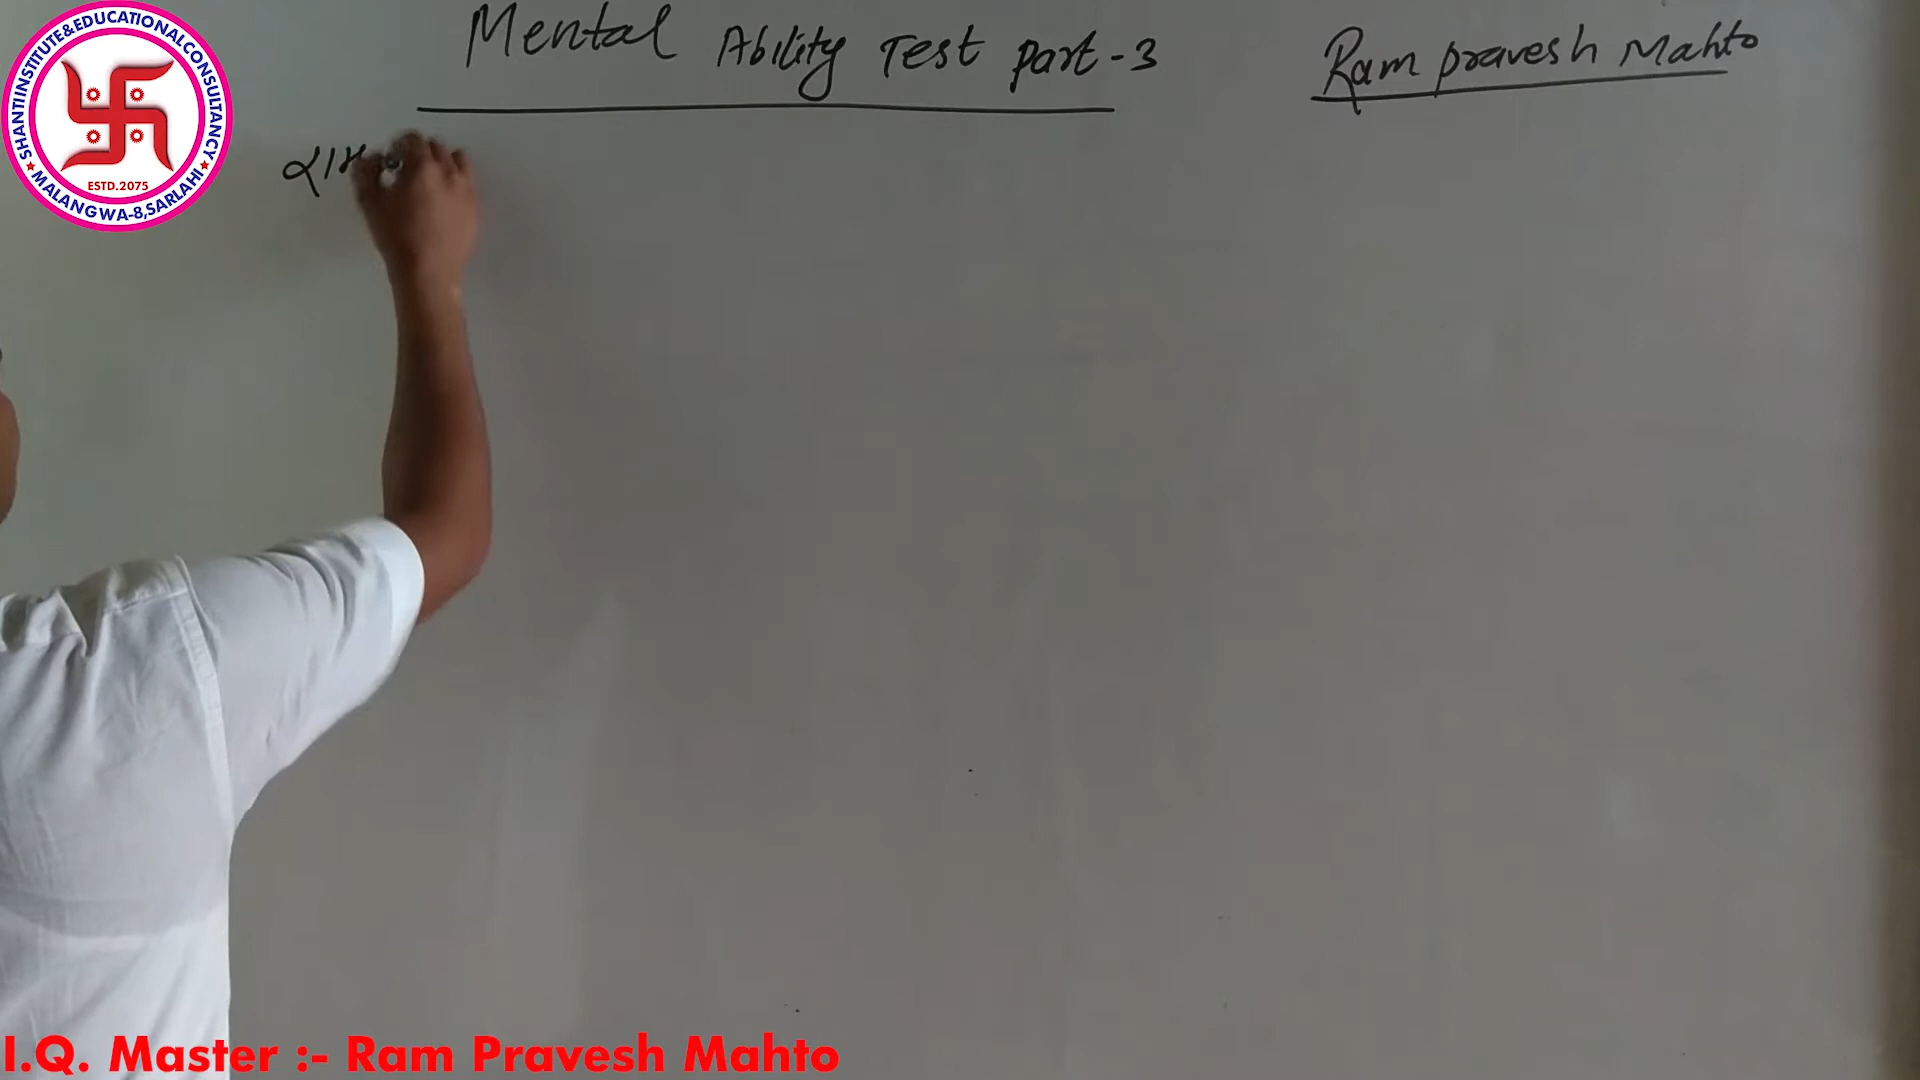 Mental Ability Test Part-3
Ram pravesh Mahto
SHANTI INSTITUTE & EDUCATIONAL CONSULTANCY
ESTD.2075
MALANGWA-8,SARLAHI
I.Q. Master :- Ram Pravesh Mahto